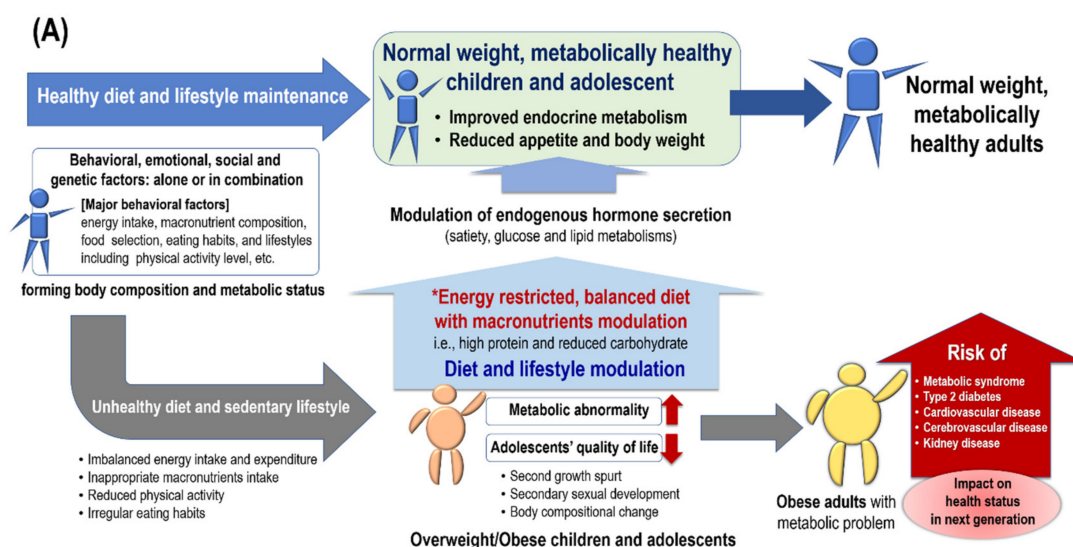 (A)
Healthy diet and lifestyle maintenance
Normal weight, metabolically healthy
children and adolescent
• Improved endocrine metabolism
• Reduced appetite and body weight
Normal weight,
metabolically
healthy adults
Behavioral, emotional, social and
genetic factors: alone or in combination
[Major behavioral factors]
energy intake, macronutrient composition,
food selection, eating habits, and lifestyles
including physical activity level, etc.
forming body composition and metabolic status
Modulation of endogenous hormone secretion
(satiety, glucose and lipid metabolisms)
*Energy restricted, balanced diet
with macronutrients modulation
i.e., high protein and reduced carbohydrate
Diet and lifestyle modulation
Unhealthy diet and sedentary lifestyle
• Imbalanced energy intake and expenditure
• Inappropriate macronutrients intake
• Reduced physical activity
• Irregular eating habits
Metabolic abnormality
Adolescents' quality of life
• Second growth spurt
• Secondary sexual development
• Body compositional change
Overweight/Obese children and adolescents
Obese adults with
metabolic problem
Risk of
• Metabolic syndrome
• Type 2 diabetes
• Cardiovascular disease
• Cerebrovascular disease
• Kidney disease
Impact on
health status
in next generation